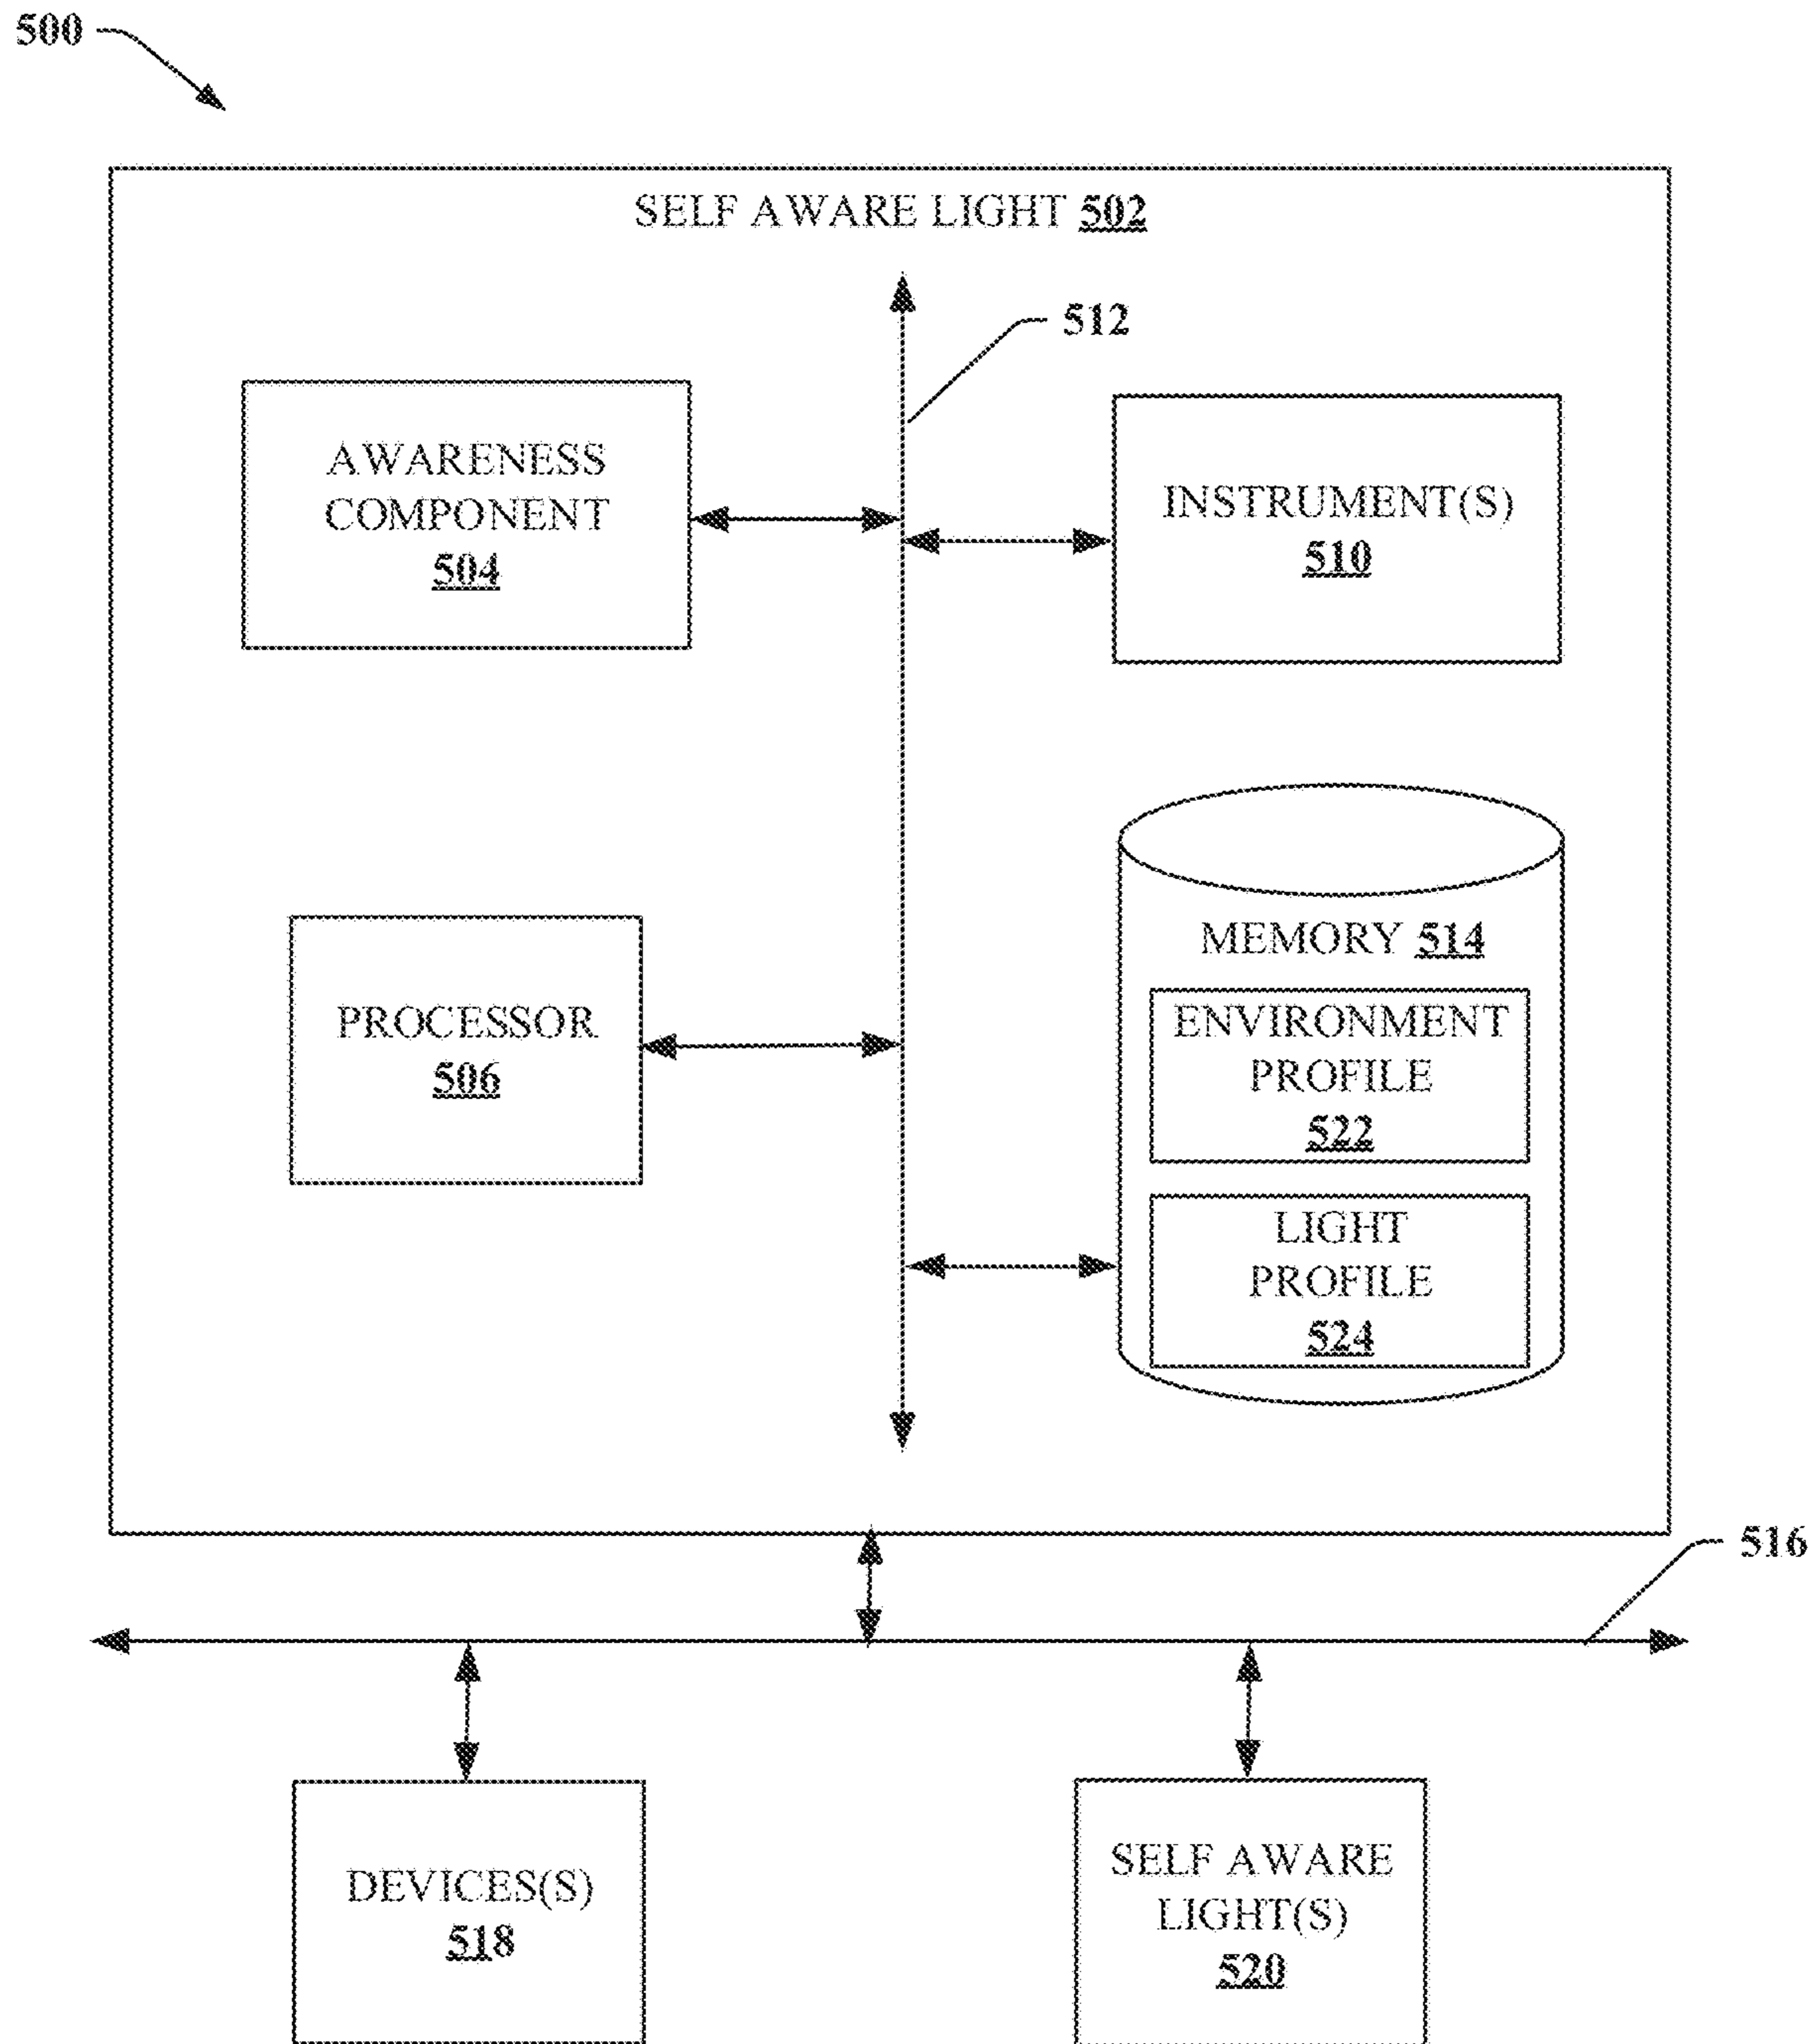 500
SELF AWARE LIGHT 502
512
AWARENESS
COMPONENT
504
INSTRUMENT(S)
510
PROCESSOR
506
MEMORY 514
ENVIRONMENT
PROFILE
522
LIGHT
PROFILE
524
516
DEVICES(S)
518
SELF AWARE
LIGHT(S)
520